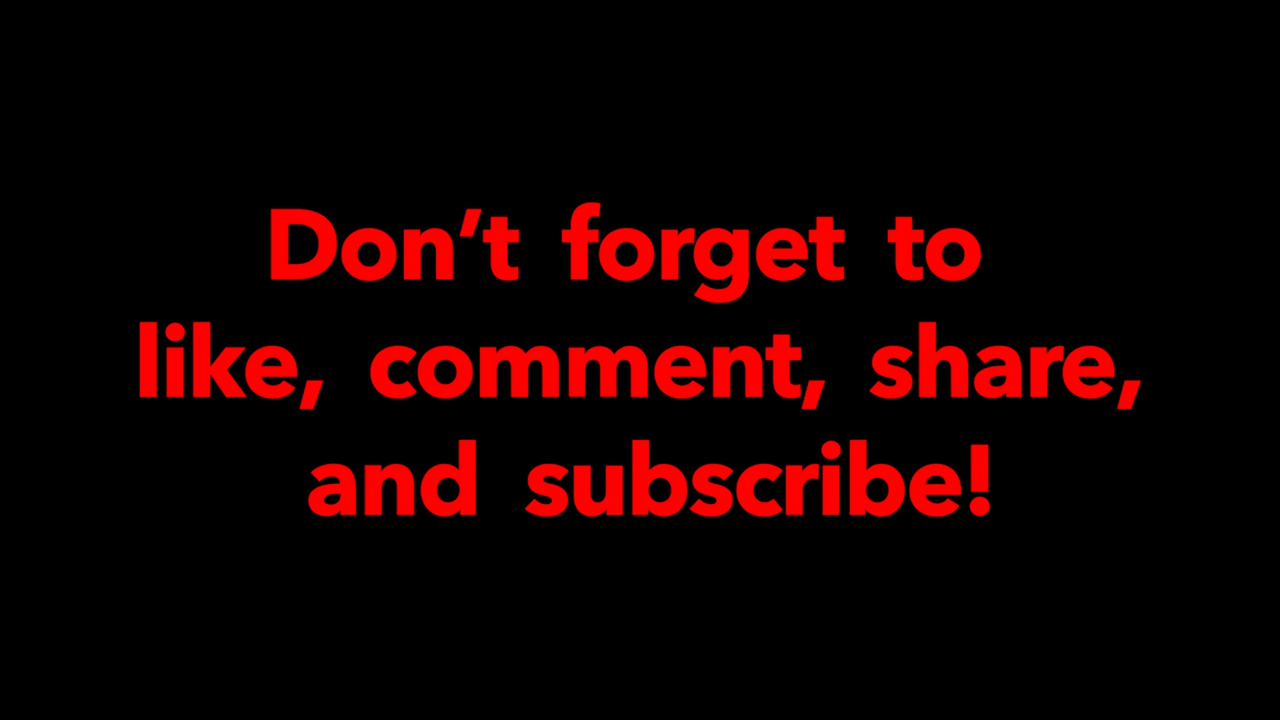 Don’t forget to
like, comment, share,
and subscribe!